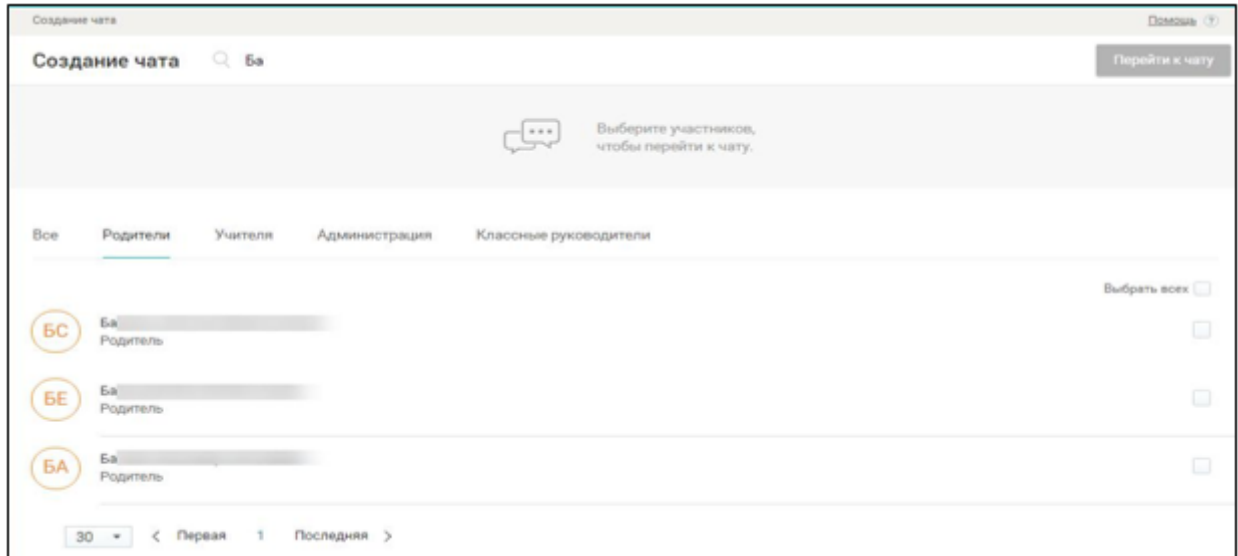 Создание чата
Помощь
Создание чата
Ба
Перейти к чату
Выберите участников,
чтобы перейти к чату.
Все Родители Учителя Администрация Классные руководители
Выбрать всех
БС
Ба
Родитель
БЕ
Ба
Родитель
БА
Ба
Родитель
30 < Первая 1 Последняя >